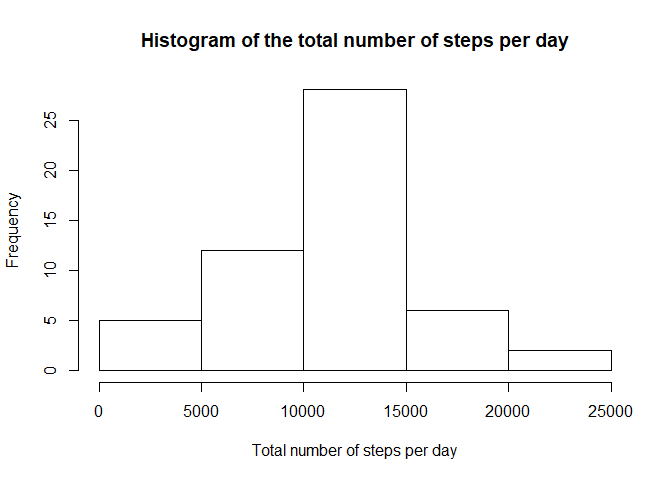 Histogram of the total number of steps per day
Frequency
25
20
15
10
5
0
0 5000 10000 15000 20000 25000
Total number of steps per day